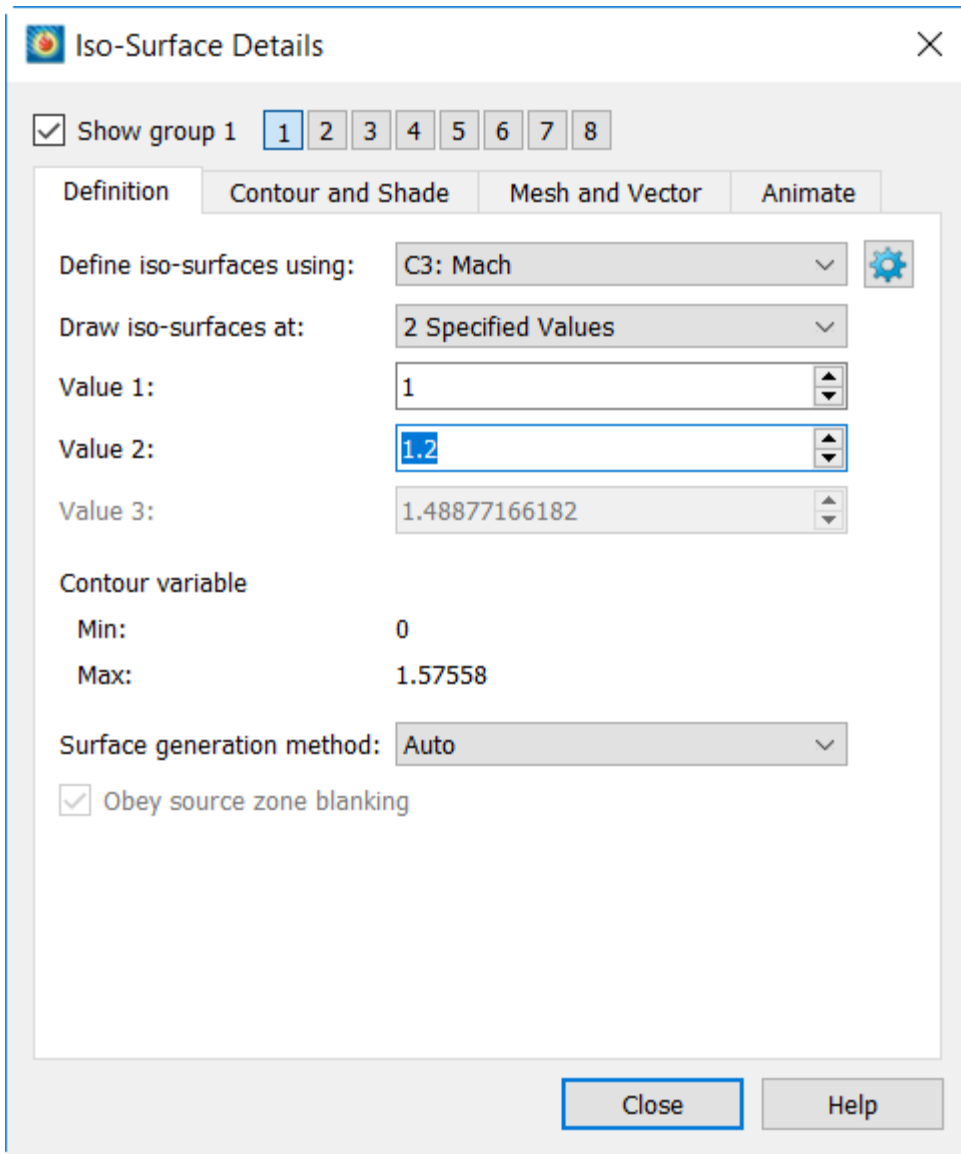 Iso-Surface Details
Show group 1 1 2 3 4 5 6 7 8
Definition Contour and Shade Mesh and Vector Animate
Define iso-surfaces using: C3: Mach
Draw iso-surfaces at: 2 Specified Values
Value 1: 1
Value 2: 1.2
Value 3: 1.48877166182
Contour variable
Min: 0
Max: 1.57558
Surface generation method: Auto
Obey source zone blanking
Close Help